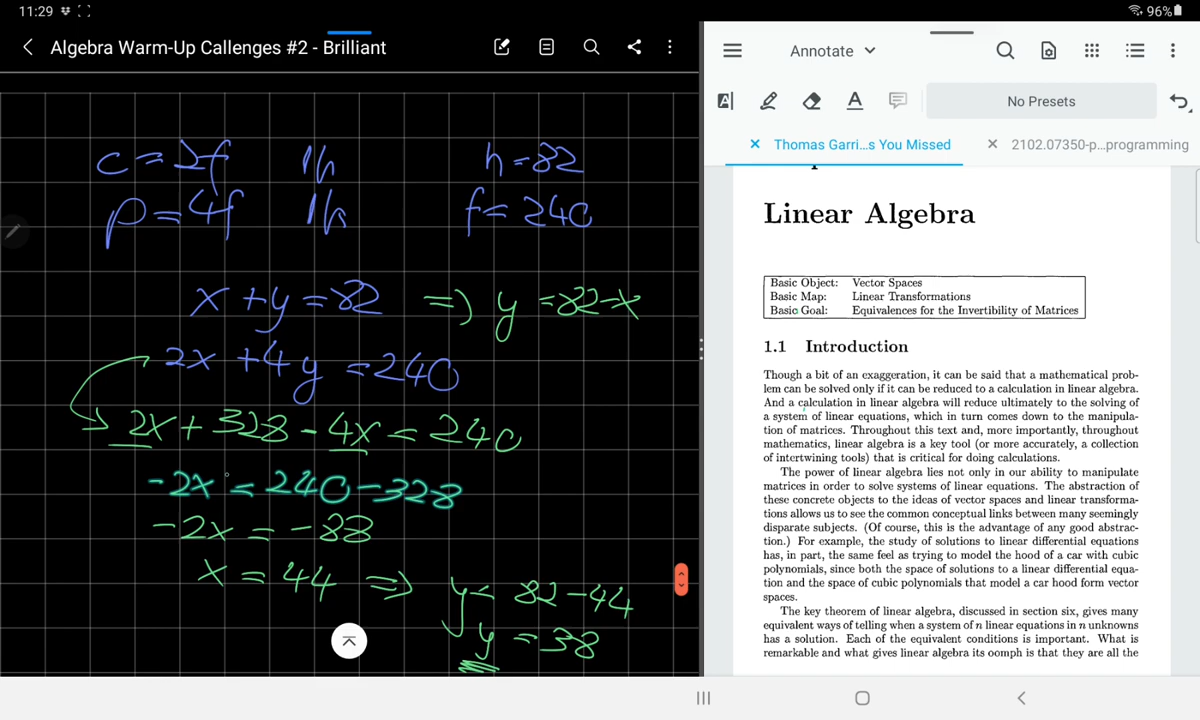 11:29 96%
Algebra Warm-Up Callenges #2 - Brilliant
c = 2f 1h h = 82
p = 4f 1h f = 240
x + y = 82 => y = 82 - x
2x + 4y = 240
2x + 328 - 4x = 240
-2x = 240 - 328
-2x = -88
x = 44 => y = 82 - 44
y = 38
Annotate
No Presets
Thomas Garri...s You Missed 2102.07350-p...programming
Linear Algebra
Basic Object: Vector Spaces
Basic Map: Linear Transformations
Basic Goal: Equivalences for the Invertibility of Matrices
1.1 Introduction
Though a bit of an exaggeration, it can be said that a mathematical prob-
lem can be solved only if it can be reduced to a calculation in linear algebra.
And a calculation in linear algebra will reduce ultimately to the solving of
a system of linear equations, which in turn comes down to the manipula-
tion of matrices. Throughout this text and, more importantly, throughout
mathematics, linear algebra is a key tool (or more accurately, a collection
of intertwining tools) that is critical for doing calculations.
The power of linear algebra lies not only in our ability to manipulate
matrices in order to solve systems of linear equations. The abstraction of
these concrete objects to the ideas of vector spaces and linear transforma-
tions allows us to see the common conceptual links between many seemingly
disparate subjects. (Of course, this is the advantage of any good abstrac-
tion.) For example, the study of solutions to linear differential equations
has, in part, the same feel as trying to model the hood of a car with cubic
polynomials, since both the space of solutions to a linear differential equa-
tion and the space of cubic polynomials that model a car hood form vector
spaces.
The key theorem of linear algebra, discussed in section six, gives many
equivalent ways of telling when a system of n linear equations in n unknowns
has a solution. Each of the equivalent conditions is important. What is
remarkable and what gives linear algebra its oomph is that they are all the